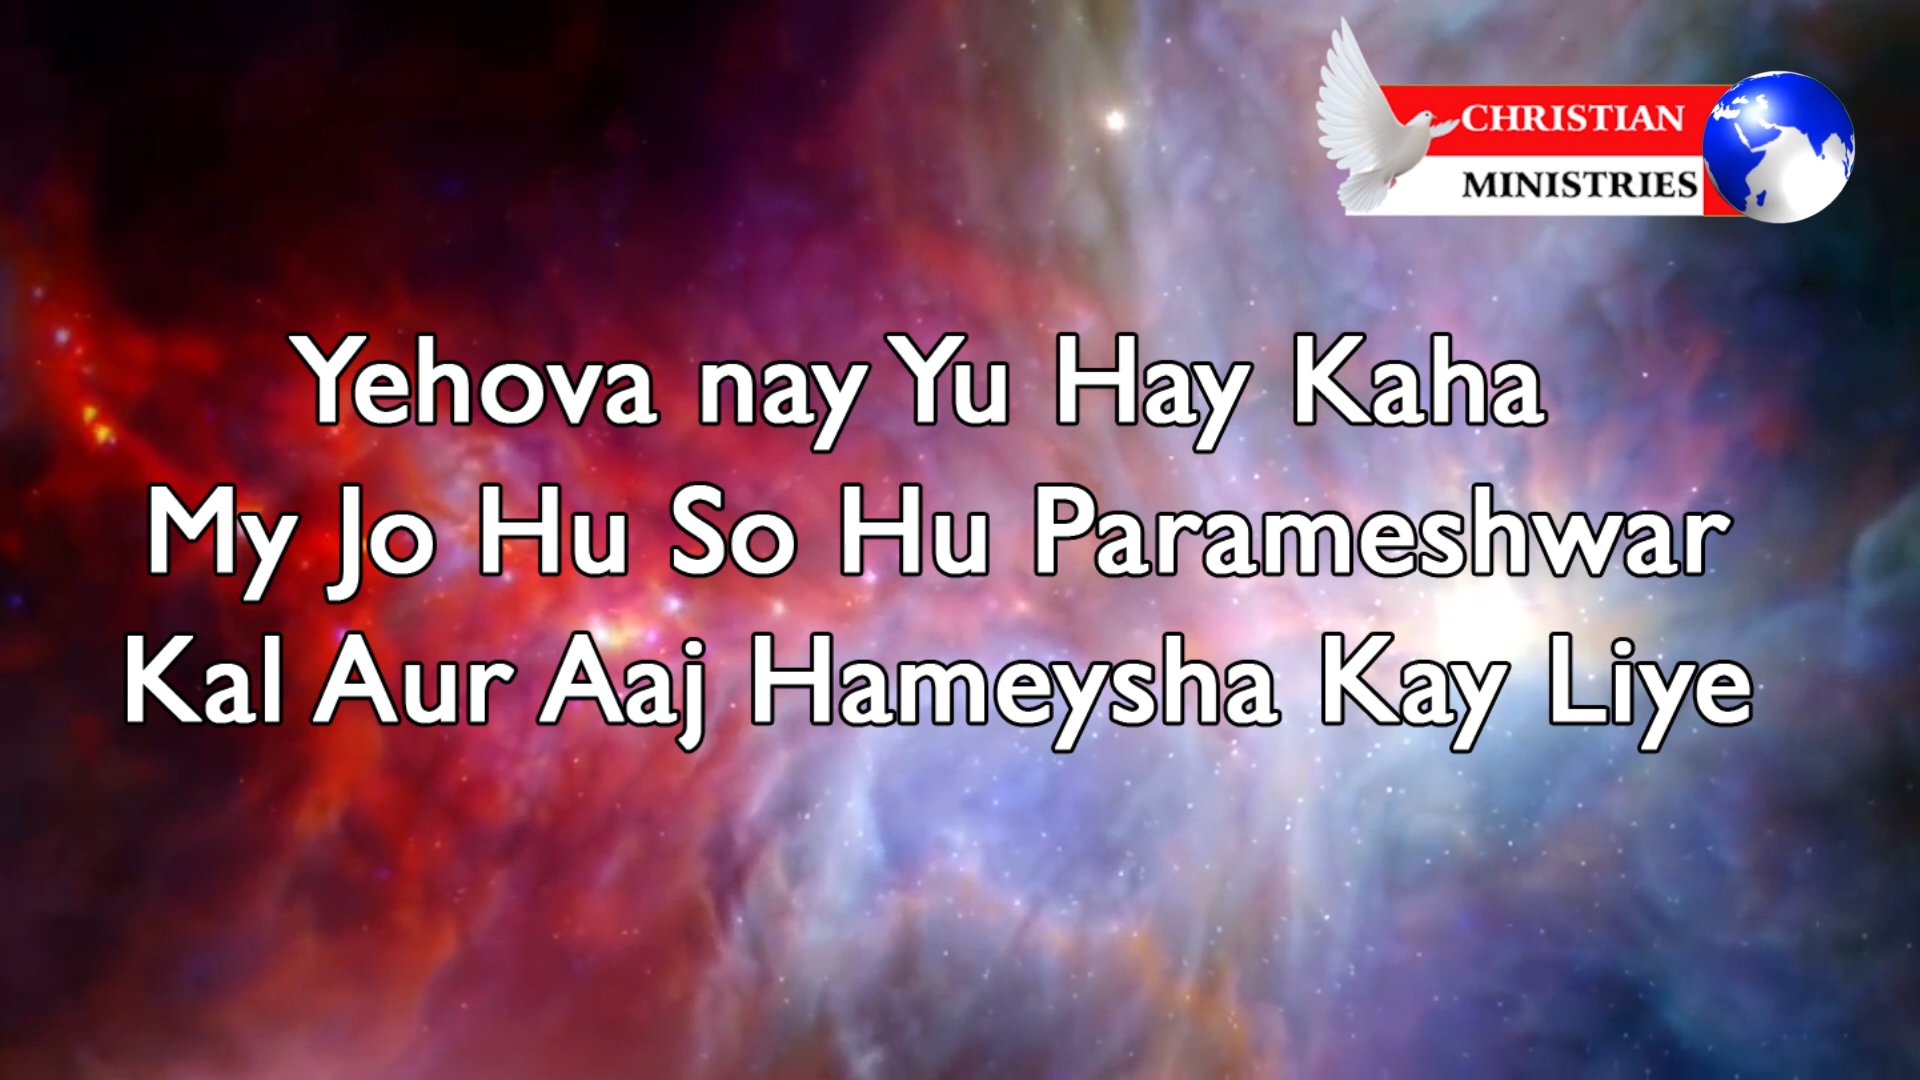 CHRISTIAN
MINISTRIES
Yehova nay Yu Hay Kaha
My Jo Hu So Hu Parameshwar
Kal Aur Aaj Hameysha Kay Liye